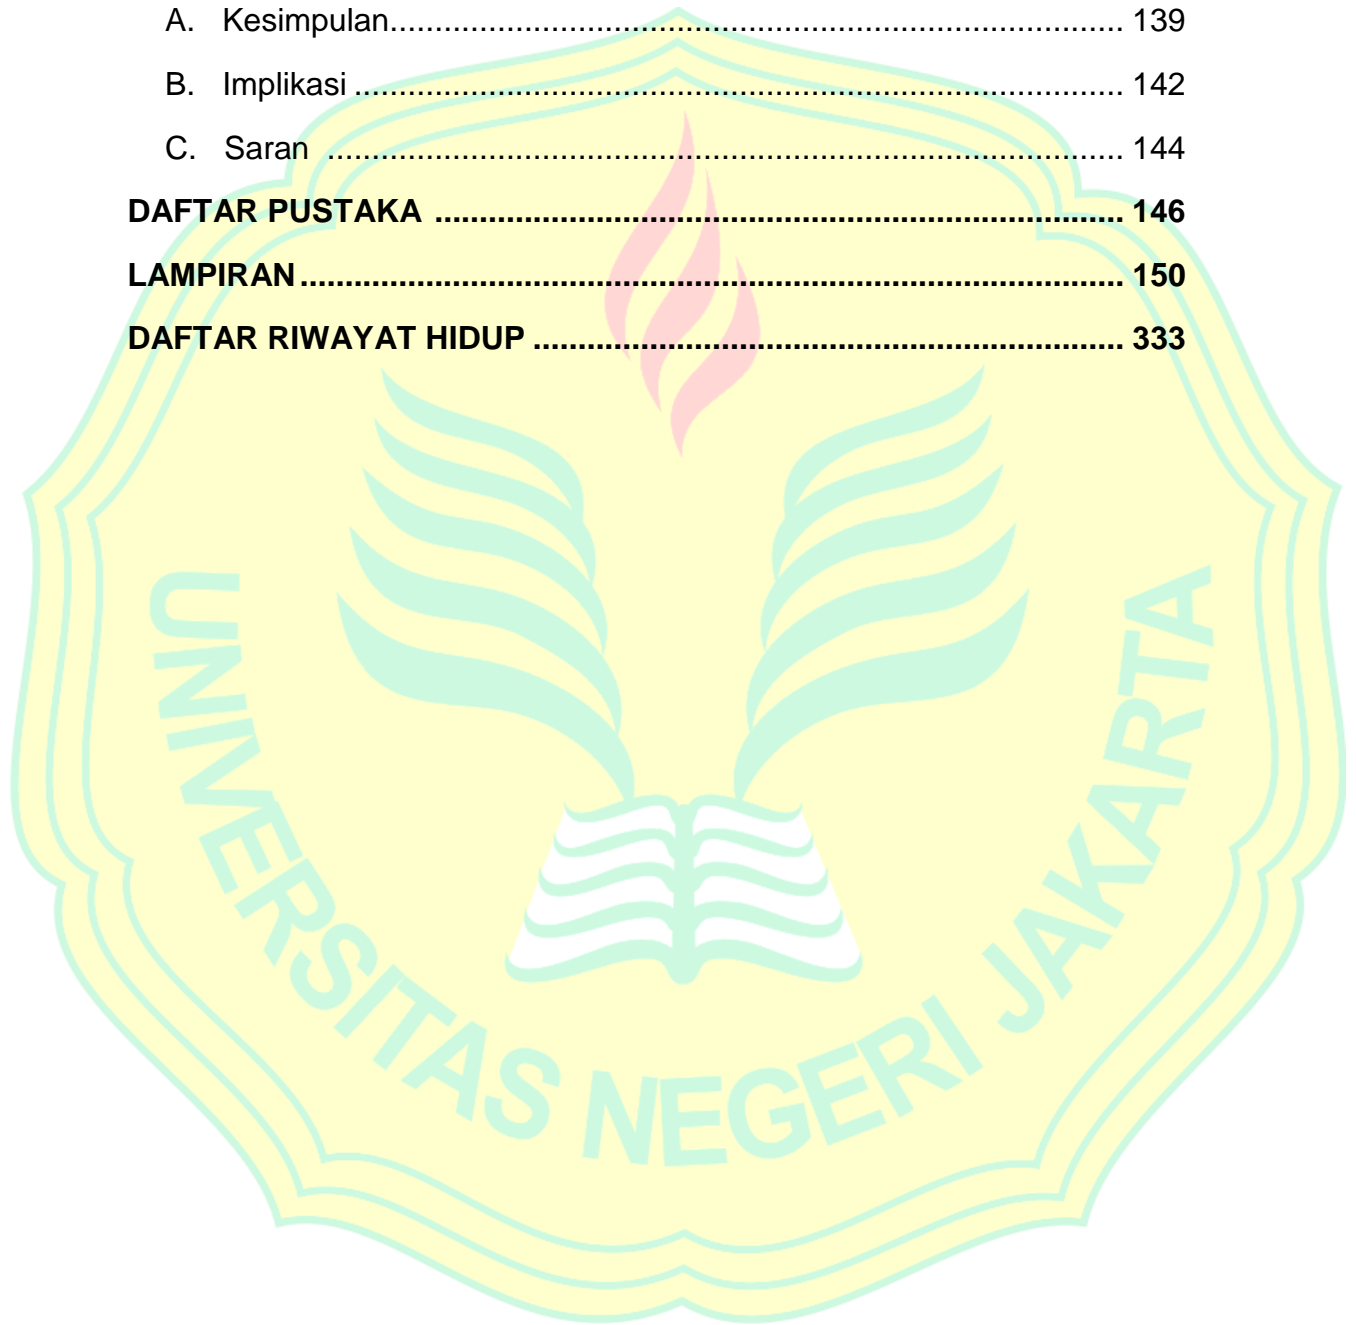 A. Kesimpulan.................................................................................. 139
B. Implikasi ...................................................................................... 142
C. Saran ......................................................................................... 144
DAFTAR PUSTAKA ............................................................................. 146
LAMPIRAN ........................................................................................... 150
DAFTAR RIWAYAT HIDUP .................................................................. 333
UNIVERSITAS NEGERI JAKARTA